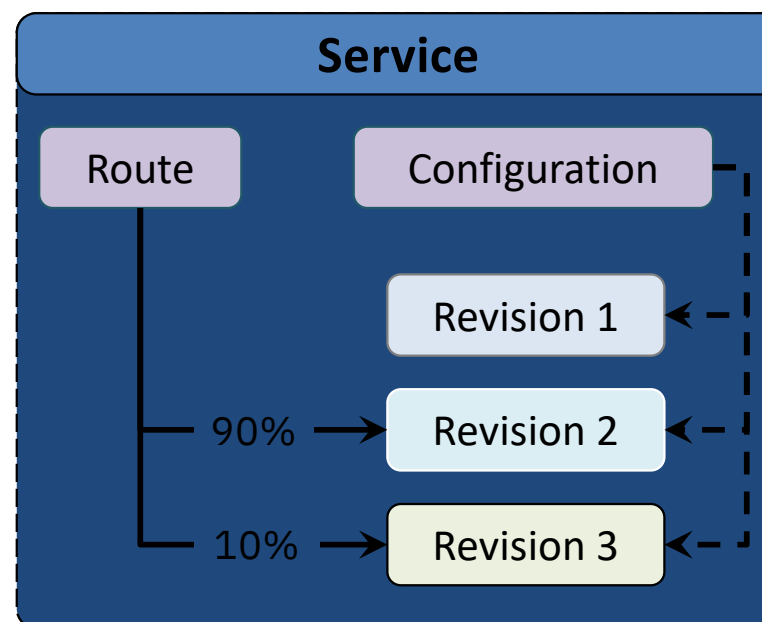 Service
Route
Configuration
Revision 1
90%
Revision 2
10%
Revision 3